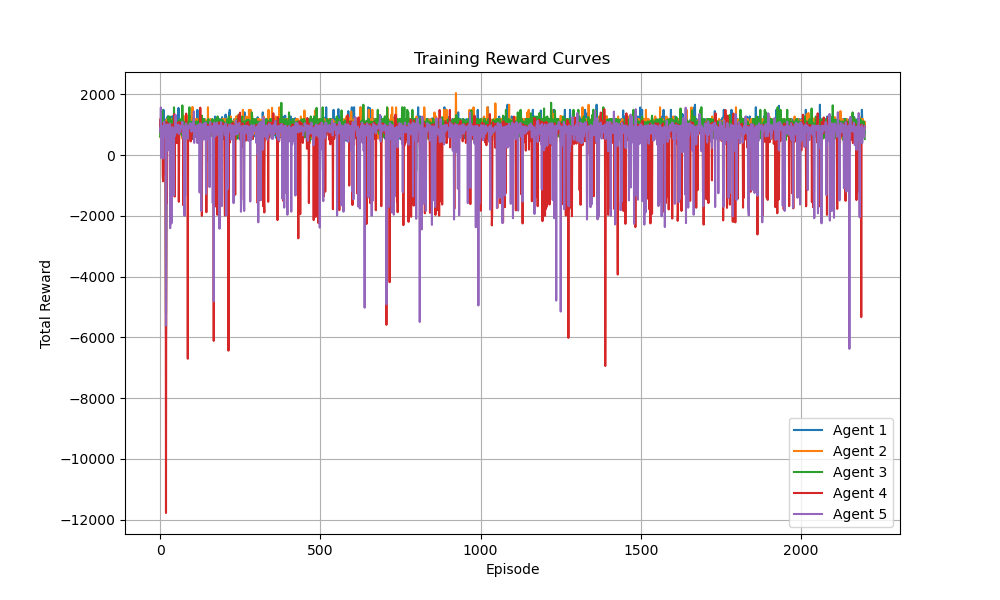 Training Reward Curves
Total Reward
2000
0
−2000
−4000
−6000
−8000
−10000
−12000
0 500 1000 1500 2000
Episode
Agent 1
Agent 2
Agent 3
Agent 4
Agent 5